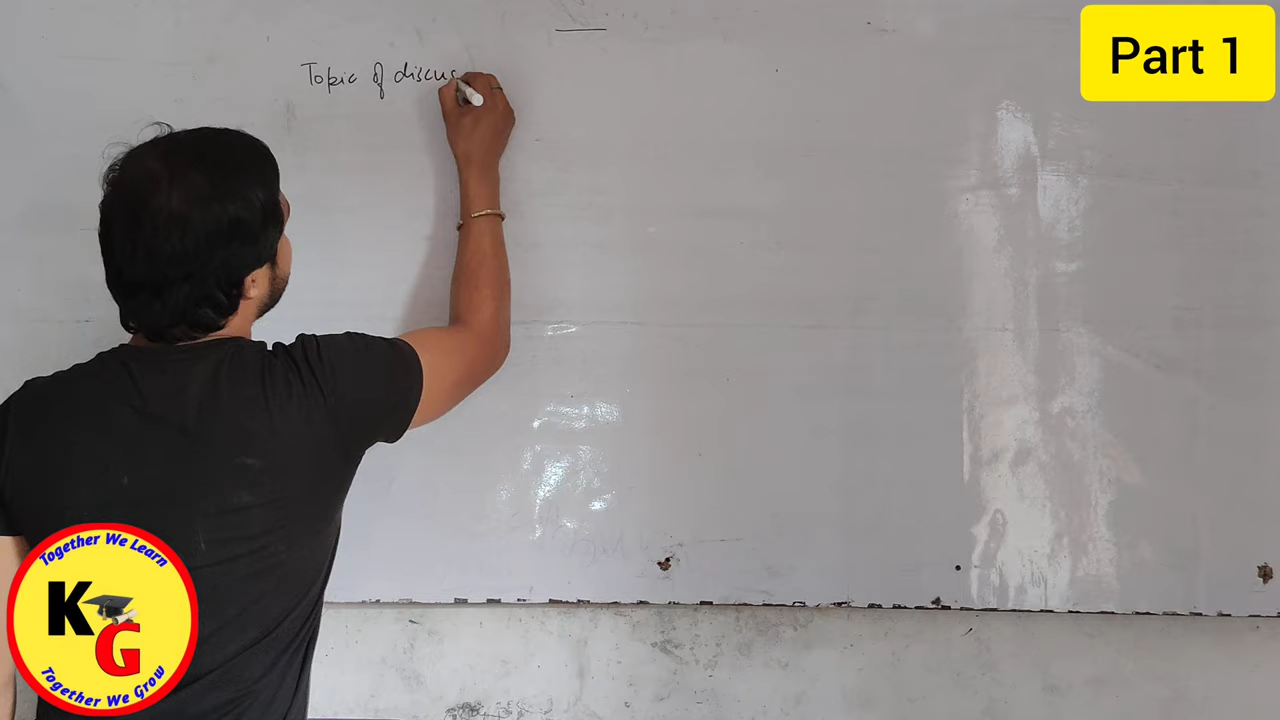 Part 1
Topic of discus
Together We Learn
KG
Together We Grow